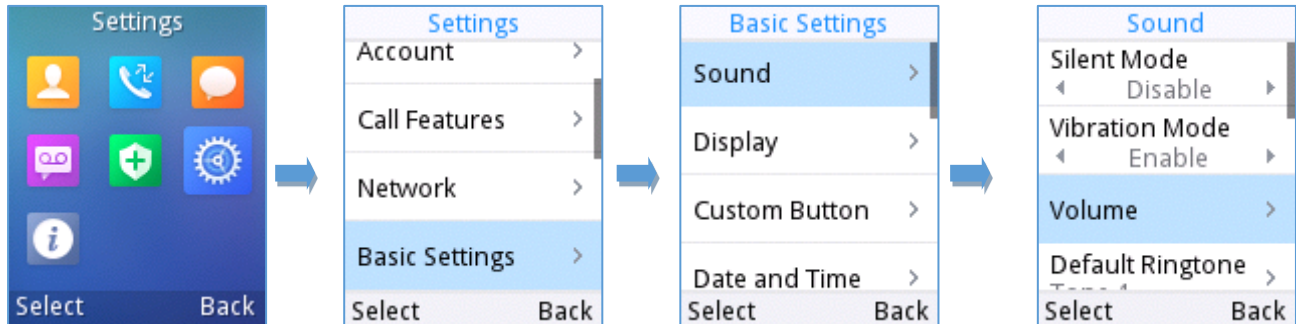 Settings
Select Back
Settings
Account
Call Features
Network
Basic Settings
Select Back
Basic Settings
Sound
Display
Custom Button
Date and Time
Select Back
Sound
Silent Mode
Disable
Vibration Mode
Enable
Volume
Default Ringtone
Select Back